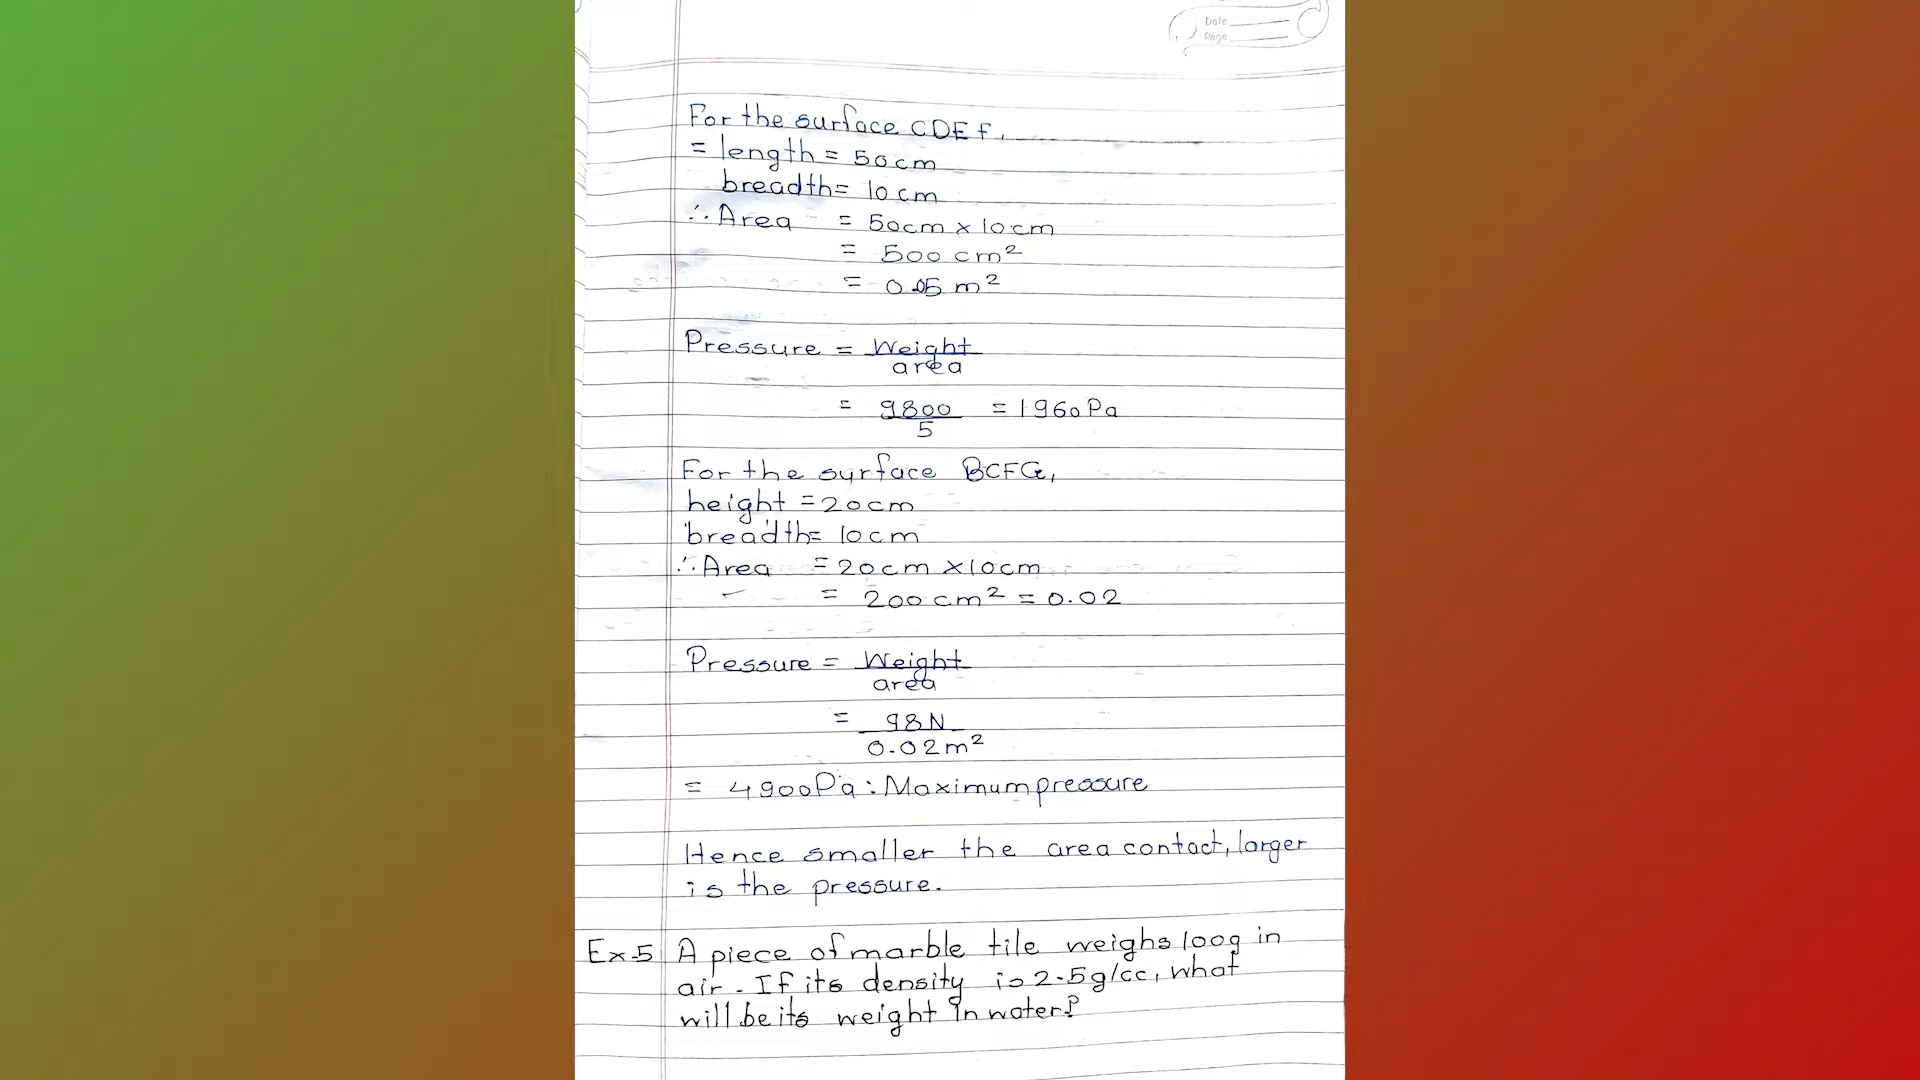 Date
Page
For the surface CDEF,
= length = 50cm
breadth = 10cm
∴ Area = 50cm x 10cm
= 500 cm²
= 0.05 m²
Pressure = Weight
area
= 9800 = 1960Pa
5
For the surface BCFG,
height = 20cm
breadth = 10cm
∴ Area = 20cm x 10cm
= 200 cm² = 0.02
Pressure = Weight
area
= 98N
0.02m²
= 4900Pa : Maximum pressure
Hence smaller the area contact, larger
is the pressure.
Ex-5 A piece of marble tile weighs 100g in
air. If its density is 2.5g/cc, what
will be its weight in water?